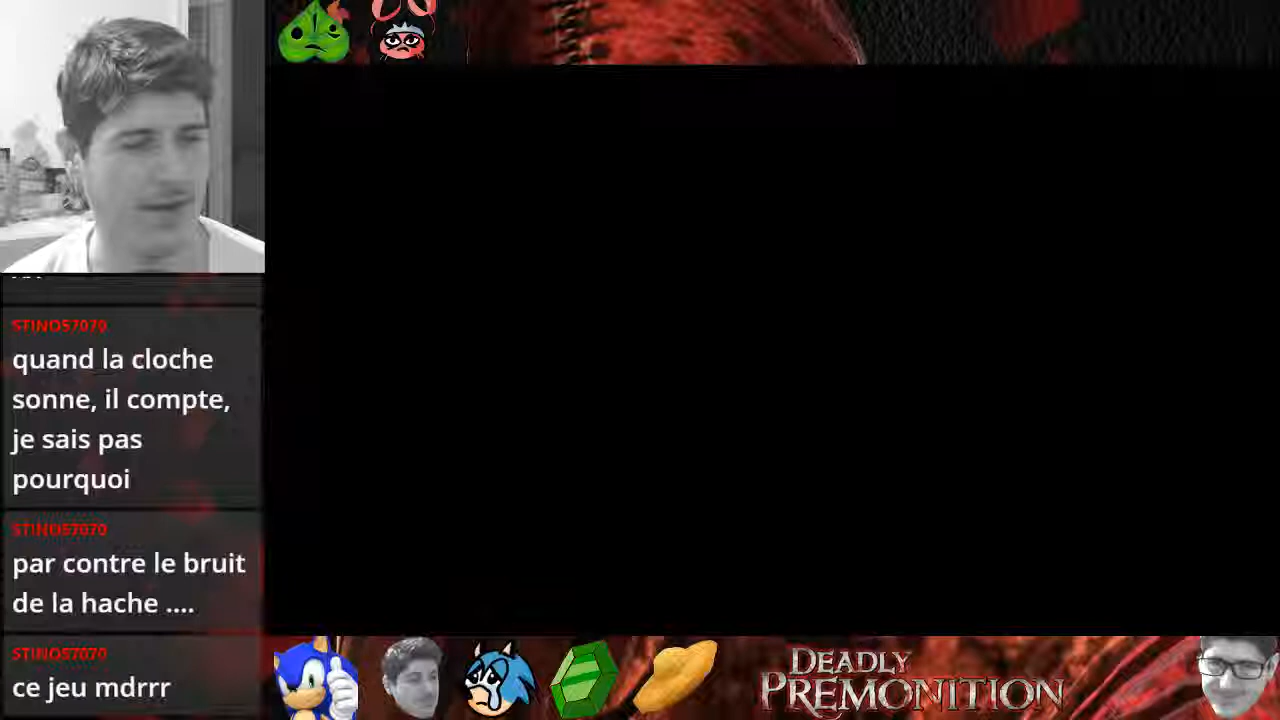 STINO57070
quand la cloche
sonne, il compte,
je sais pas
pourquoi
STINO57070
par contre le bruit
de la hache ....
STINO57070
ce jeu mdrrr
DEADLY
PREMONITION